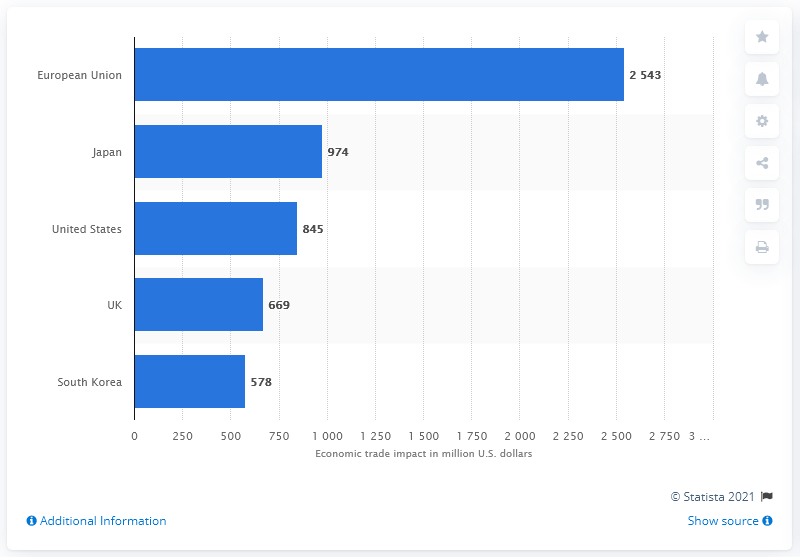 European Union
2 543
Japan
974
United States
845
UK
669
South Korea
578
0 250 500 750 1 000 1 250 1 500 1 750 2 000 2 250 2 500 2 750 3 ...
Economic trade impact in million U.S. dollars
© Statista 2021
Additional Information
Show source